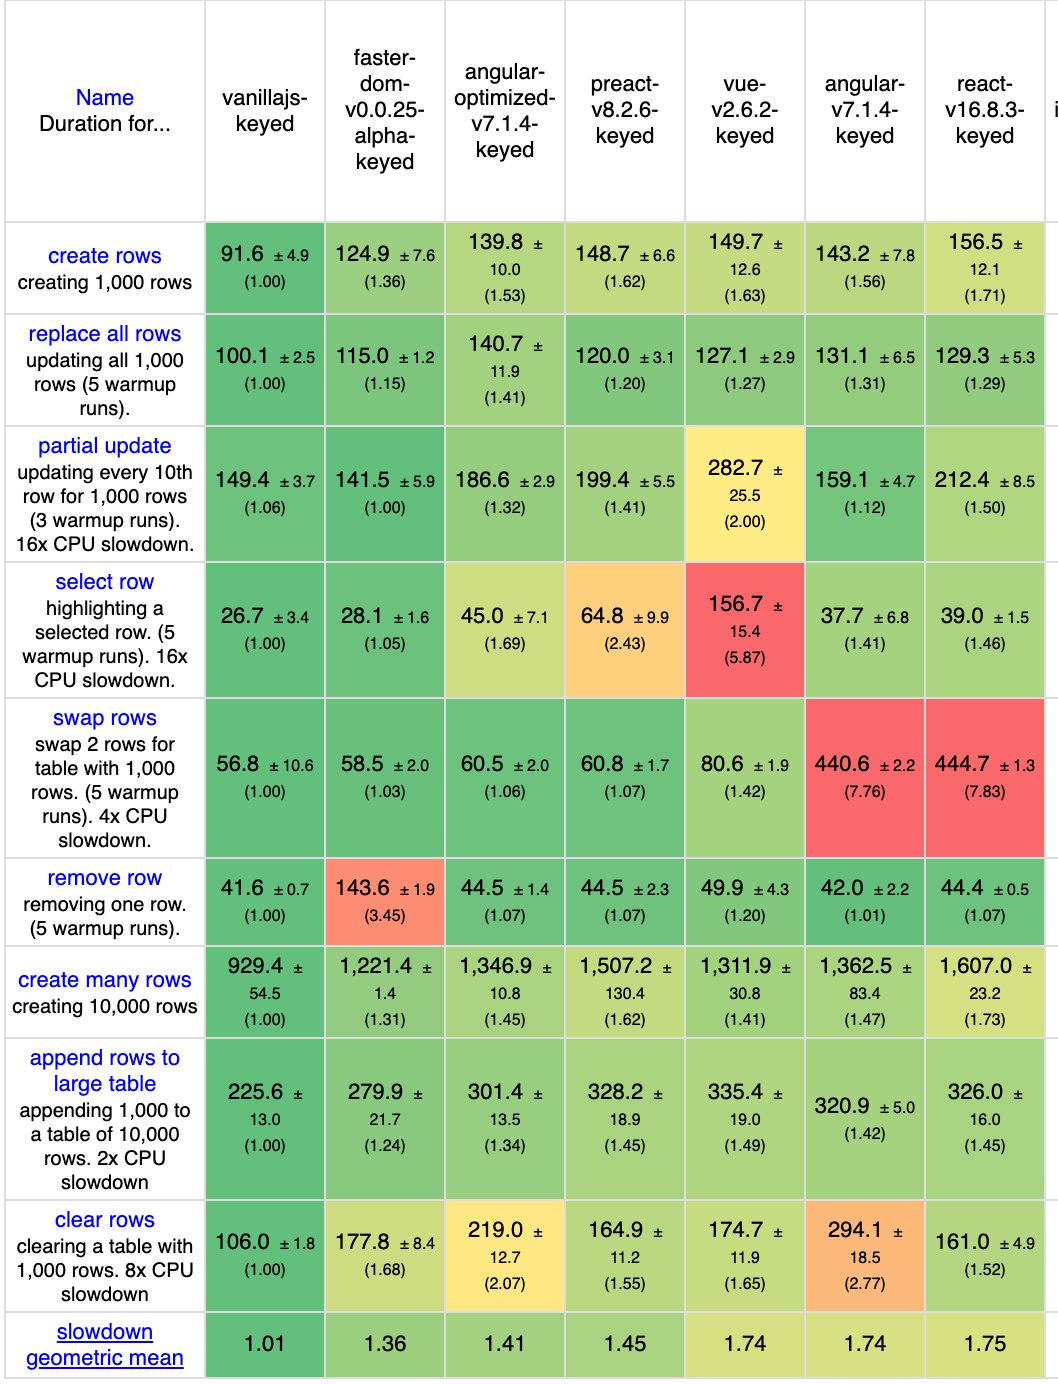 Name
Duration for...
vanillajs-
keyed
faster-
dom-
v0.0.25-
alpha-
keyed
angular-
optimized-
v7.1.4-
keyed
preact-
v8.2.6-
keyed
vue-
v2.6.2-
keyed
angular-
v7.1.4-
keyed
react-
v16.8.3-
keyed
create rows
creating 1,000 rows
91.6 ± 4.9
(1.00)
124.9 ± 7.6
(1.36)
139.8 ±
10.0
(1.53)
148.7 ± 6.6
(1.62)
149.7 ±
12.6
(1.63)
143.2 ± 7.8
(1.56)
156.5 ±
12.1
(1.71)
replace all rows
updating all 1,000
rows (5 warmup
runs).
100.1 ± 2.5
(1.00)
115.0 ± 1.2
(1.15)
140.7 ±
11.9
(1.41)
120.0 ± 3.1
(1.20)
127.1 ± 2.9
(1.27)
131.1 ± 6.5
(1.31)
129.3 ± 5.3
(1.29)
partial update
updating every 10th
row for 1,000 rows
(3 warmup runs).
16x CPU slowdown.
149.4 ± 3.7
(1.06)
141.5 ± 5.9
(1.00)
186.6 ± 2.9
(1.32)
199.4 ± 5.5
(1.41)
282.7 ±
25.5
(2.00)
159.1 ± 4.7
(1.12)
212.4 ± 8.5
(1.50)
select row
highlighting a
selected row. (5
warmup runs). 16x
CPU slowdown.
26.7 ± 3.4
(1.00)
28.1 ± 1.6
(1.05)
45.0 ± 7.1
(1.69)
64.8 ± 9.9
(2.43)
156.7 ±
15.4
(5.87)
37.7 ± 6.8
(1.41)
39.0 ± 1.5
(1.46)
swap rows
swap 2 rows for
table with 1,000
rows. (5 warmup
runs). 4x CPU
slowdown.
56.8 ± 10.6
(1.00)
58.5 ± 2.0
(1.03)
60.5 ± 2.0
(1.06)
60.8 ± 1.7
(1.07)
80.6 ± 1.9
(1.42)
440.6 ± 2.2
(7.76)
444.7 ± 1.3
(7.83)
remove row
removing one row.
(5 warmup runs).
41.6 ± 0.7
(1.00)
143.6 ± 1.9
(3.45)
44.5 ± 1.4
(1.07)
44.5 ± 2.3
(1.07)
49.9 ± 4.3
(1.20)
42.0 ± 2.2
(1.01)
44.4 ± 0.5
(1.07)
create many rows
creating 10,000 rows
929.4 ±
54.5
(1.00)
1,221.4 ±
1.4
(1.31)
1,346.9 ±
10.8
(1.45)
1,507.2 ±
130.4
(1.62)
1,311.9 ±
30.8
(1.41)
1,362.5 ±
83.4
(1.47)
1,607.0 ±
23.2
(1.73)
append rows to
large table
appending 1,000 to
a table of 10,000
rows. 2x CPU
slowdown
225.6 ±
13.0
(1.00)
279.9 ±
21.7
(1.24)
301.4 ±
13.5
(1.34)
328.2 ±
18.9
(1.45)
335.4 ±
19.0
(1.49)
320.9 ± 5.0
(1.42)
326.0 ±
16.0
(1.45)
clear rows
clearing a table with
1,000 rows. 8x CPU
slowdown
106.0 ± 1.8
(1.00)
177.8 ± 8.4
(1.68)
219.0 ±
12.7
(2.07)
164.9 ±
11.2
(1.55)
174.7 ±
11.9
(1.65)
294.1 ±
18.5
(2.77)
161.0 ± 4.9
(1.52)
slowdown
geometric mean
1.01
1.36
1.41
1.45
1.74
1.74
1.75